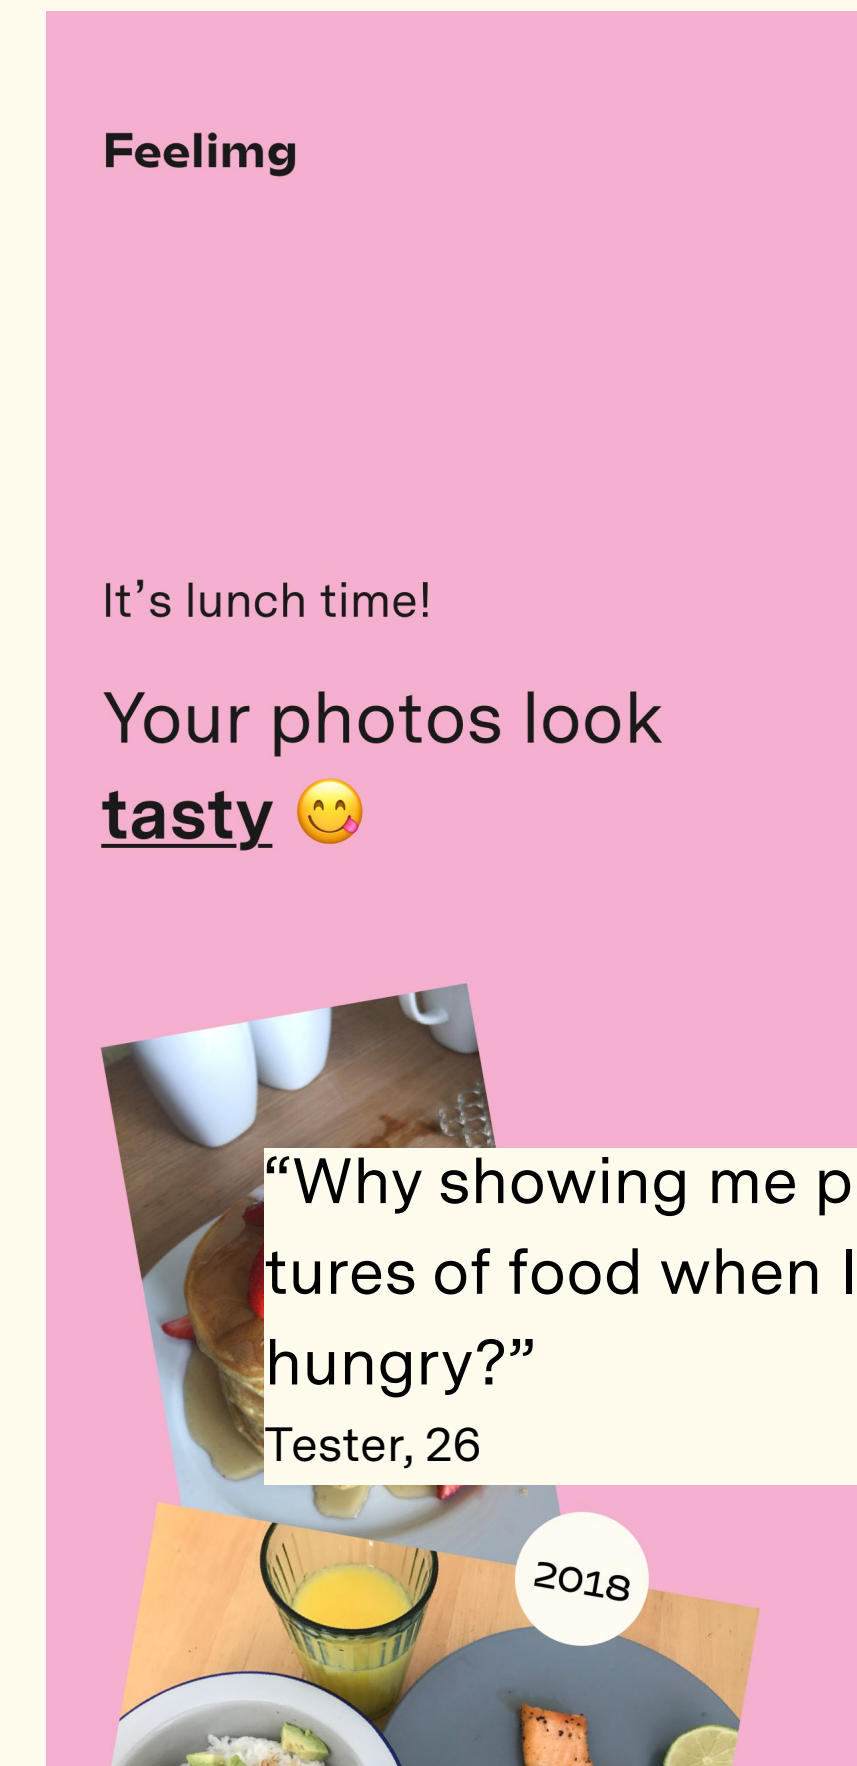 Feelimg
It’s lunch time!
Your photos look
tasty 😋
“Why showing me p
tures of food when I
hungry?”
Tester, 26
2018